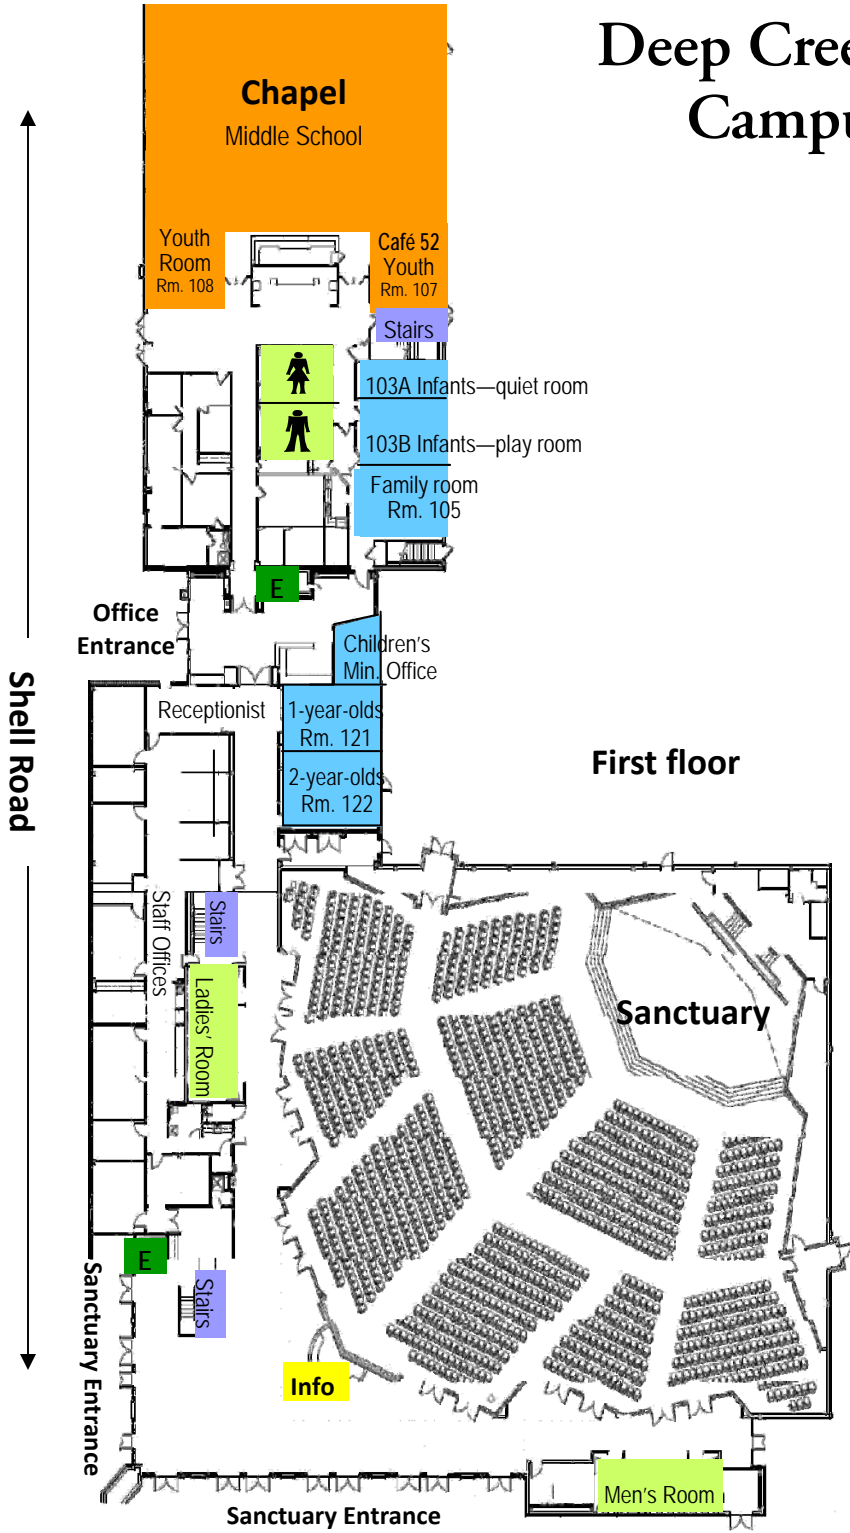 Deep Cree
Campu
Chapel
Middle School
Youth
Room
Rm. 108
Café 52
Youth
Rm. 107
Stairs
103A Infants—quiet room
103B Infants—play room
Family room
Rm. 105
E
Office
Entrance
Children's
Min. Office
Receptionist
1-year-olds
Rm. 121
2-year-olds
Rm. 122
Shell Road
First floor
Staff Offices
Stairs
Ladies' Room
Sanctuary
E
Stairs
Sanctuary Entrance
Info
Men's Room
Sanctuary Entrance